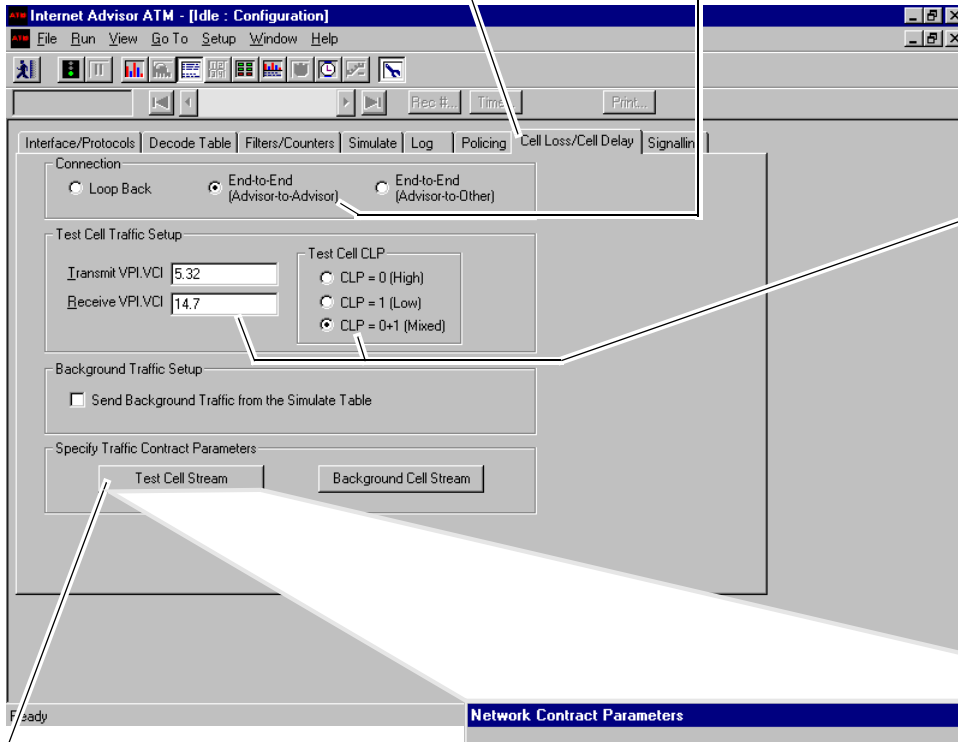 Internet Advisor ATM - [Idle : Configuration]
File Run View Go To Setup Window Help
Rec #... Time... Print...
Interface/Protocols Decode Table Filters/Counters Simulate Log Policing Cell Loss/Cell Delay Signallin
Connection
Loop Back
End-to-End
(Advisor-to-Advisor)
End-to-End
(Advisor-to-Other)
Test Cell Traffic Setup
Transmit VPI.VCI 5.32
Receive VPI.VCI 14.7
Test Cell CLP
CLP = 0 (High)
CLP = 1 (Low)
CLP = 0+1 (Mixed)
Background Traffic Setup
Send Background Traffic from the Simulate Table
Specify Traffic Contract Parameters
Test Cell Stream
Background Cell Stream
Ready
Network Contract Parameters